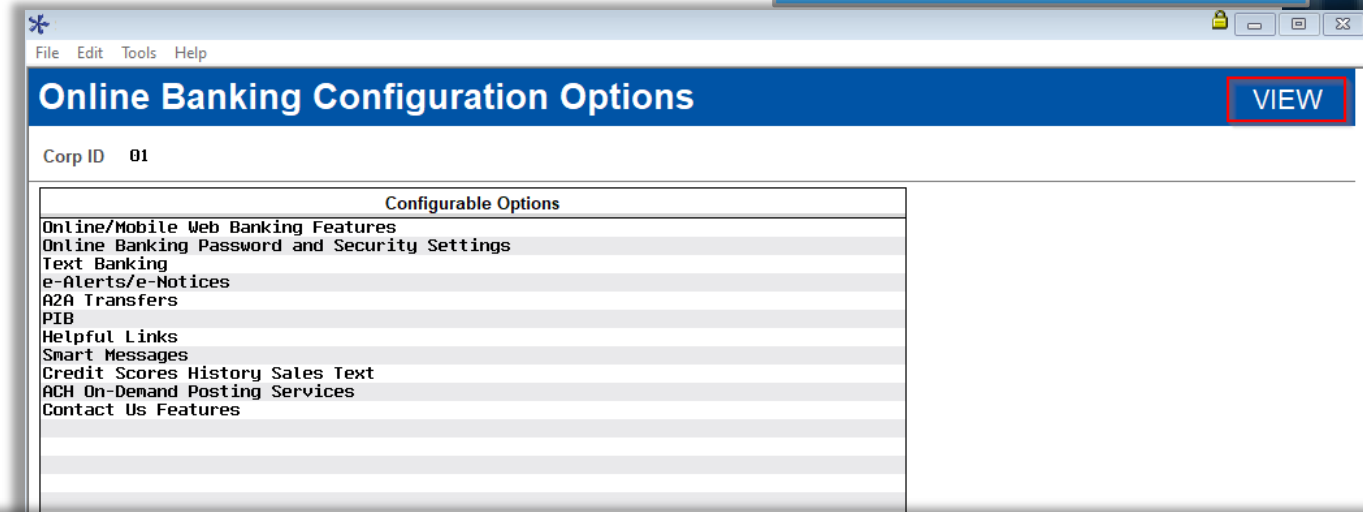 File Edit Tools Help
Online Banking Configuration Options VIEW
Corp ID 01
Configurable Options
Online/Mobile Web Banking Features
Online Banking Password and Security Settings
Text Banking
e-Alerts/e-Notices
A2A Transfers
PIB
Helpful Links
Smart Messages
Credit Scores History Sales Text
ACH On-Demand Posting Services
Contact Us Features